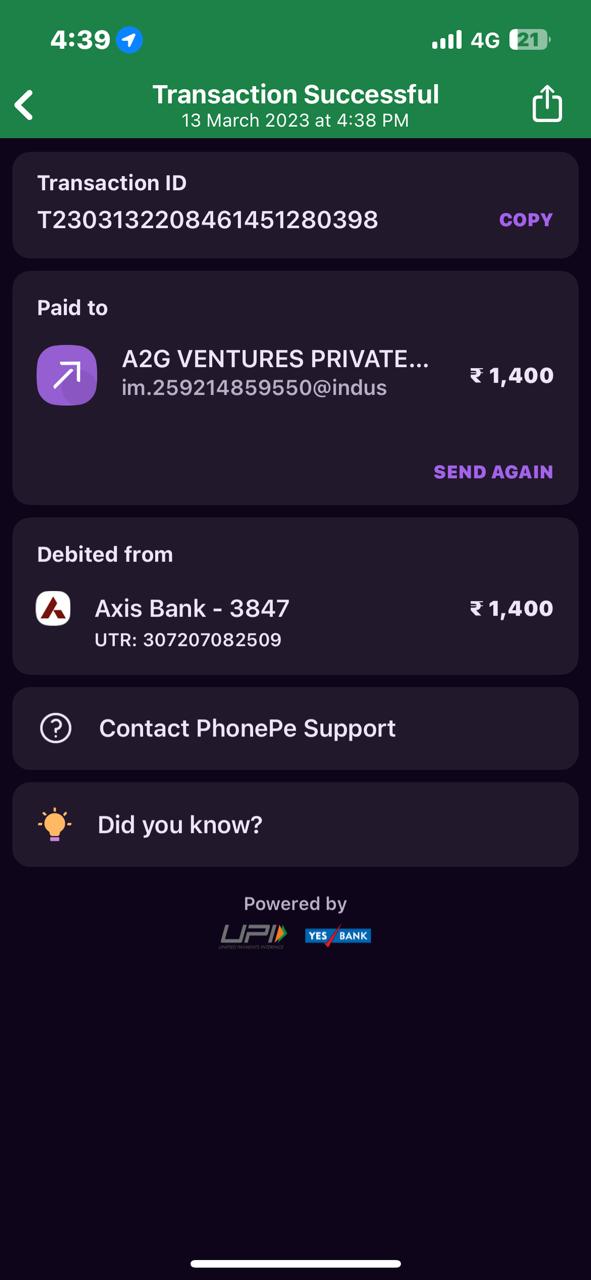 4:39
4G 21
Transaction Successful
13 March 2023 at 4:38 PM
Transaction ID
T2303132208461451280398
COPY
Paid to
A2G VENTURES PRIVATE...
₹ 1,400
im.259214859550@indus
SEND AGAIN
Debited from
Axis Bank - 3847
₹ 1,400
UTR: 307207082509
?
Contact PhonePe Support
Did you know?
Powered by
UPI
UNIFIED PAYMENTS INTERFACE
YES BANK